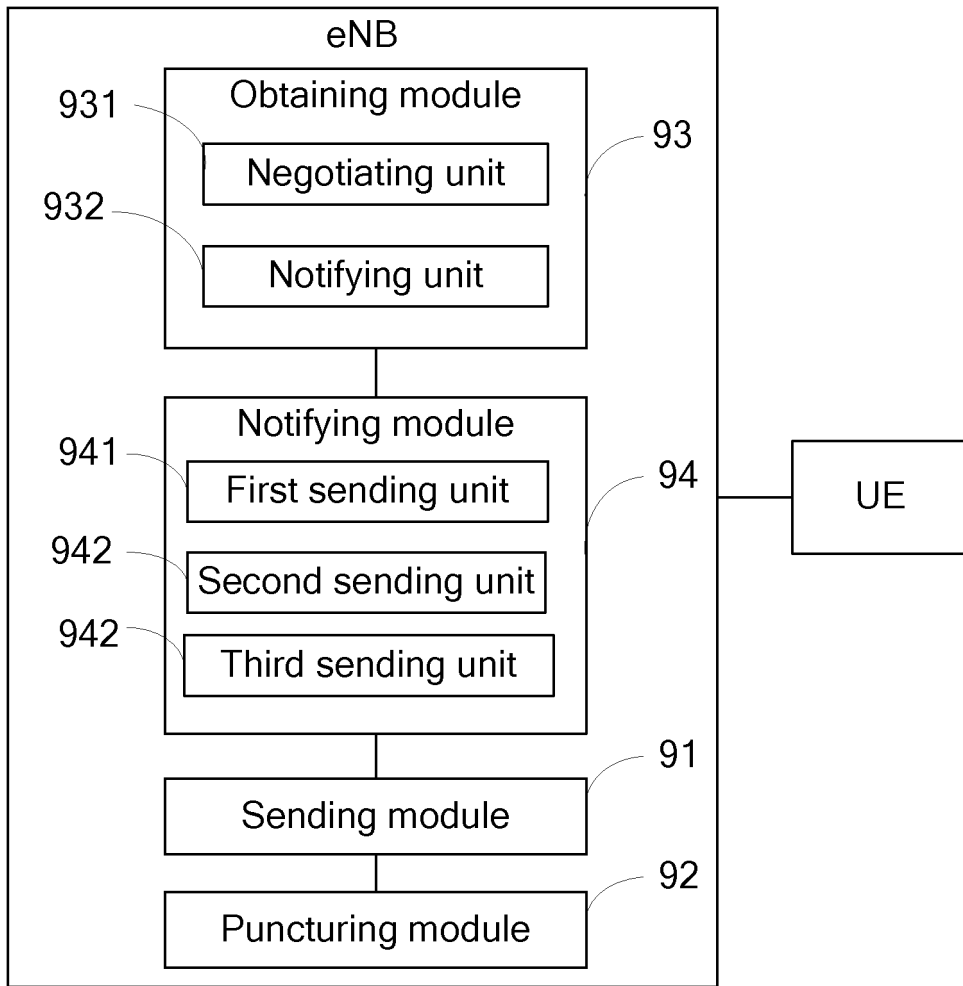 eNB
Obtaining module
931
Negotiating unit
93
932
Notifying unit
Notifying module
941
First sending unit
94
UE
942
Second sending unit
942
Third sending unit
91
Sending module
92
Puncturing module